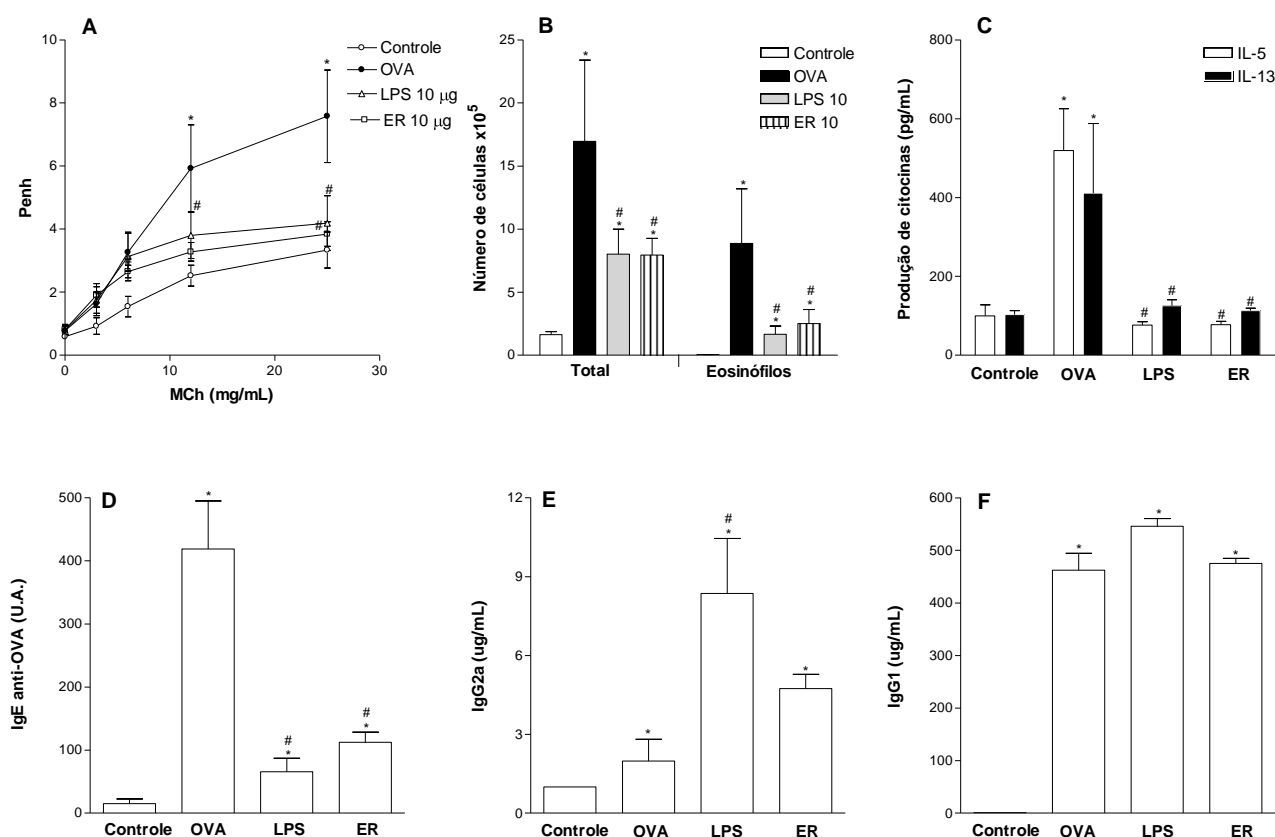 A
Penh
10
8
6
4
2
0
0
10
20
30
MCh (mg/mL)
Controle
OVA
LPS 10 µg
ER 10 µg
*
*
#
#
#
B
Número de células x10⁵
25
20
15
10
5
0
Total
Eosinófilos
Controle
OVA
LPS 10
ER 10
*
#
*
#
*
*
#
*
#
*
C
Produção de citocinas (pg/mL)
800
600
400
200
0
Controle
OVA
LPS
ER
IL-5
IL-13
*
*
#
#
#
#
D
IgE anti-OVA (U.A.)
500
400
300
200
100
0
Controle
OVA
LPS
ER
*
#
*
#
*
E
IgG2a (ug/mL)
12
9
6
3
0
Controle
OVA
LPS
ER
*
#
*
*
F
IgG1 (ug/mL)
600
500
400
300
200
100
0
Controle
OVA
LPS
ER
*
*
*